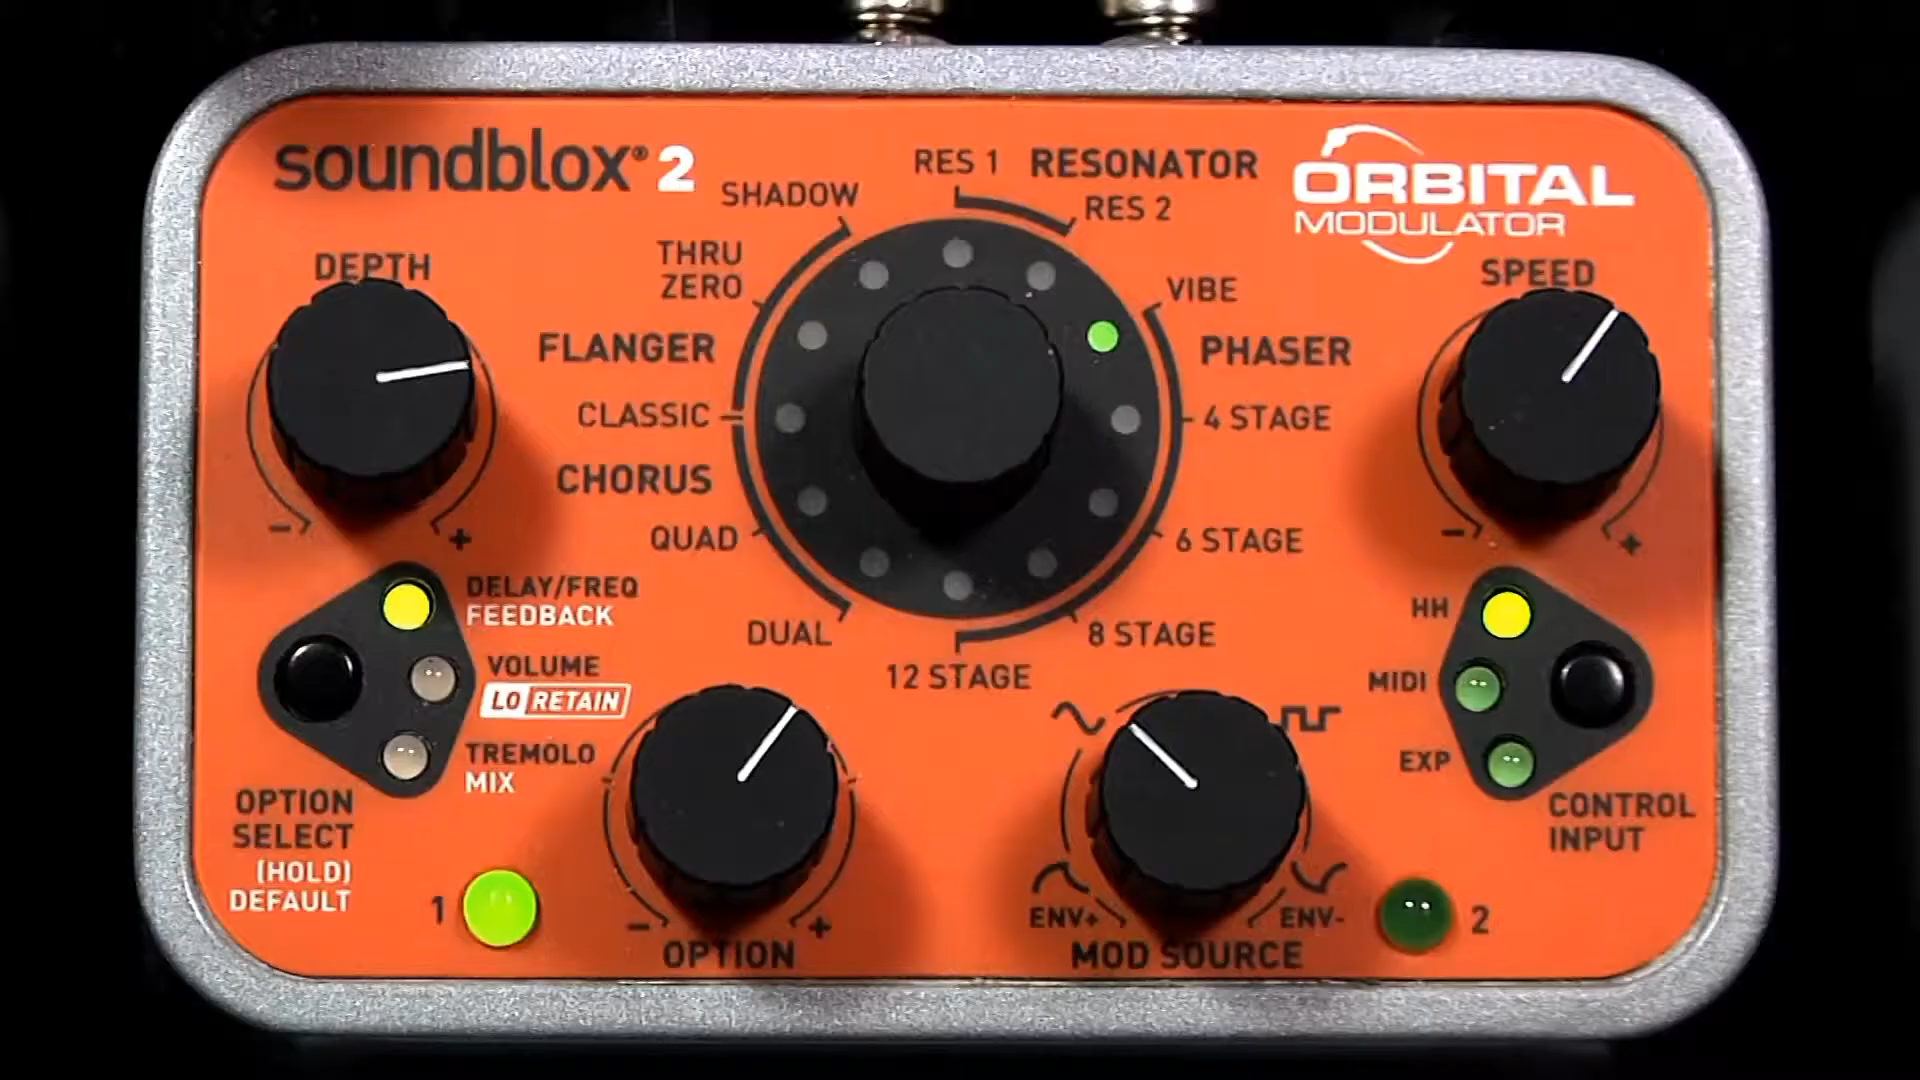 soundblox® 2
ORBITAL
MODULATOR
RES 1
RESONATOR
RES 2
SHADOW
THRU
ZERO
FLANGER
CLASSIC
CHORUS
QUAD
DUAL
VIBE
PHASER
4 STAGE
6 STAGE
8 STAGE
12 STAGE
DEPTH
- +
SPEED
- +
DELAY/FREQ
FEEDBACK
VOLUME
LO RETAIN
TREMOLO
MIX
OPTION
SELECT
(HOLD)
DEFAULT
1
- +
OPTION
ENV+
ENV-
MOD SOURCE
HH
MIDI
EXP
CONTROL
INPUT
2